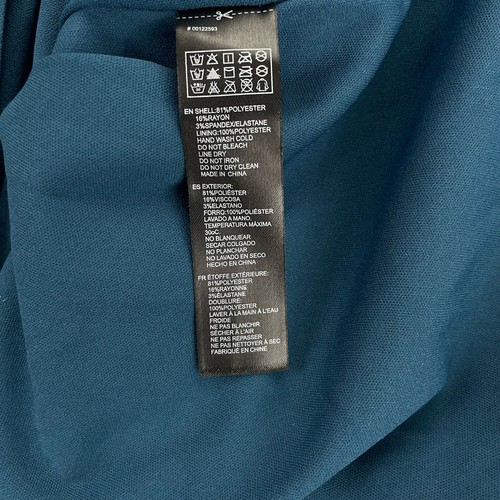 # 00122593
EN SHELL:81%POLYESTER
16%RAYON
3%SPANDEX/ELASTANE
LINING:100%POLYESTER
HAND WASH COLD
DO NOT BLEACH
LINE DRY
DO NOT IRON
DO NOT DRY CLEAN
MADE IN CHINA
ES EXTERIOR:
81%POLIÉSTER
16%VISCOSA
3%ELASTANO
FORRO:100%POLIÉSTER
LAVADO A MANO.
TEMPERATURA MÁXIMA
30oC.
NO BLANQUEAR
SECAR COLGADO
NO PLANCHAR
NO LAVADO EN SECO
HECHO EN CHINA
FR ÉTOFFE EXTÉRIEURE:
81%POLYESTER
16%RAYONNE
3%ÉLASTANE
DOUBLURE:
100%POLYESTER
LAVER À LA MAIN À L'EAU
FROIDE
NE PAS BLANCHIR
SÉCHER À L'AIR
NE PAS REPASSER
NE PAS NETTOYER À SEC
FABRIQUÉ EN CHINE